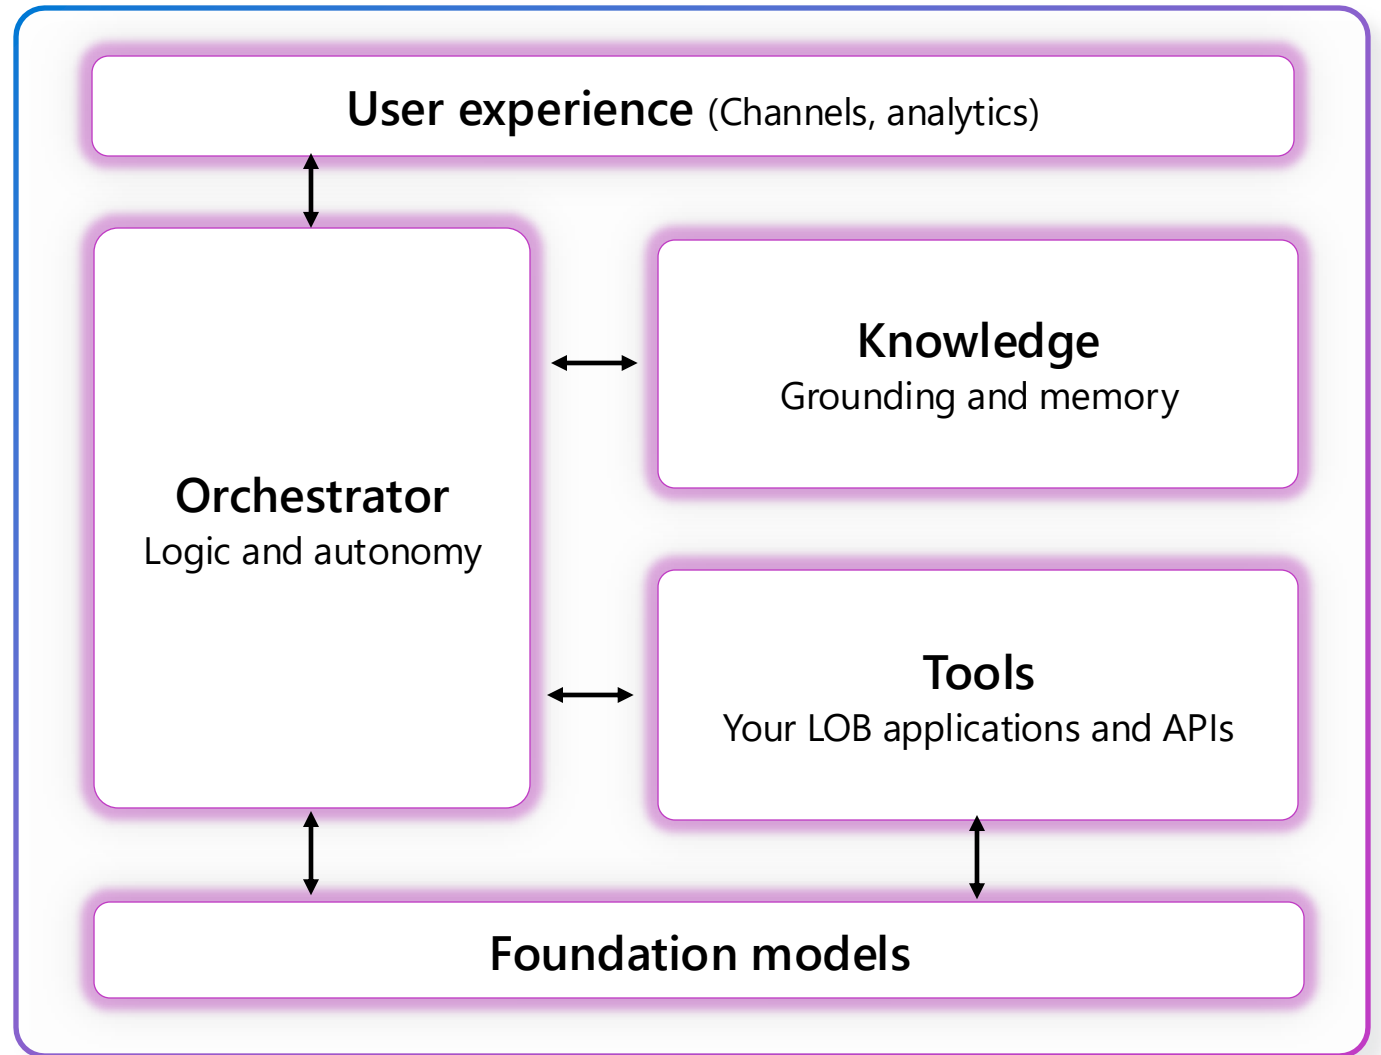 User experience (Channels, analytics)
Orchestrator
Logic and autonomy
Knowledge
Grounding and memory
Tools
Your LOB applications and APIs
Foundation models